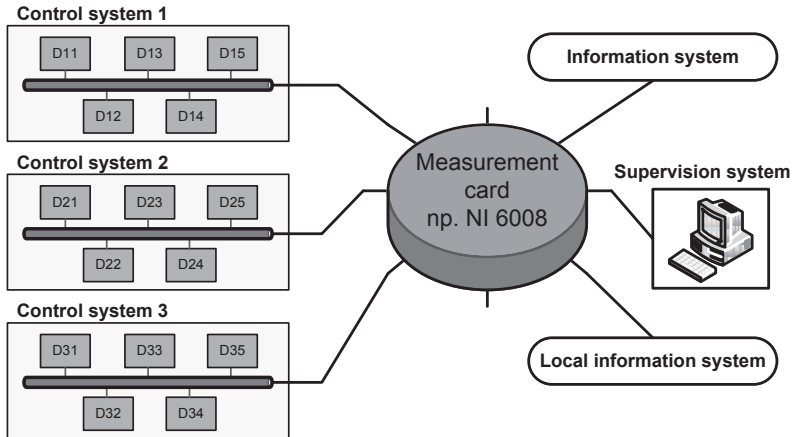 Control system 1
D11
D13
D15
D12
D14
Control system 2
D21
D23
D25
D22
D24
Control system 3
D31
D33
D35
D32
D34
Measurement
card
np. NI 6008
Information system
Supervision system
Local information system